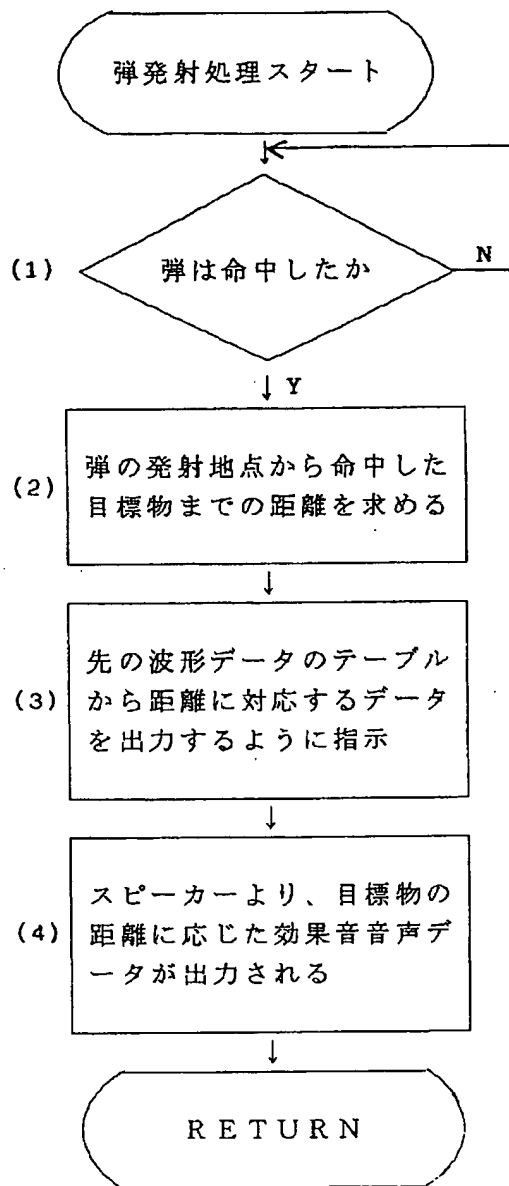 弾発射処理スタート
(1)
弾は命中したか
N
Y
(2)
弾の発射地点から命中した
目標物までの距離を求める
(3)
先の波形データのテーブル
から距離に対応するデータ
を出力するように指示
(4)
スピーカーより、目標物の
距離に応じた効果音音声デ
ータが出力される
RETURN